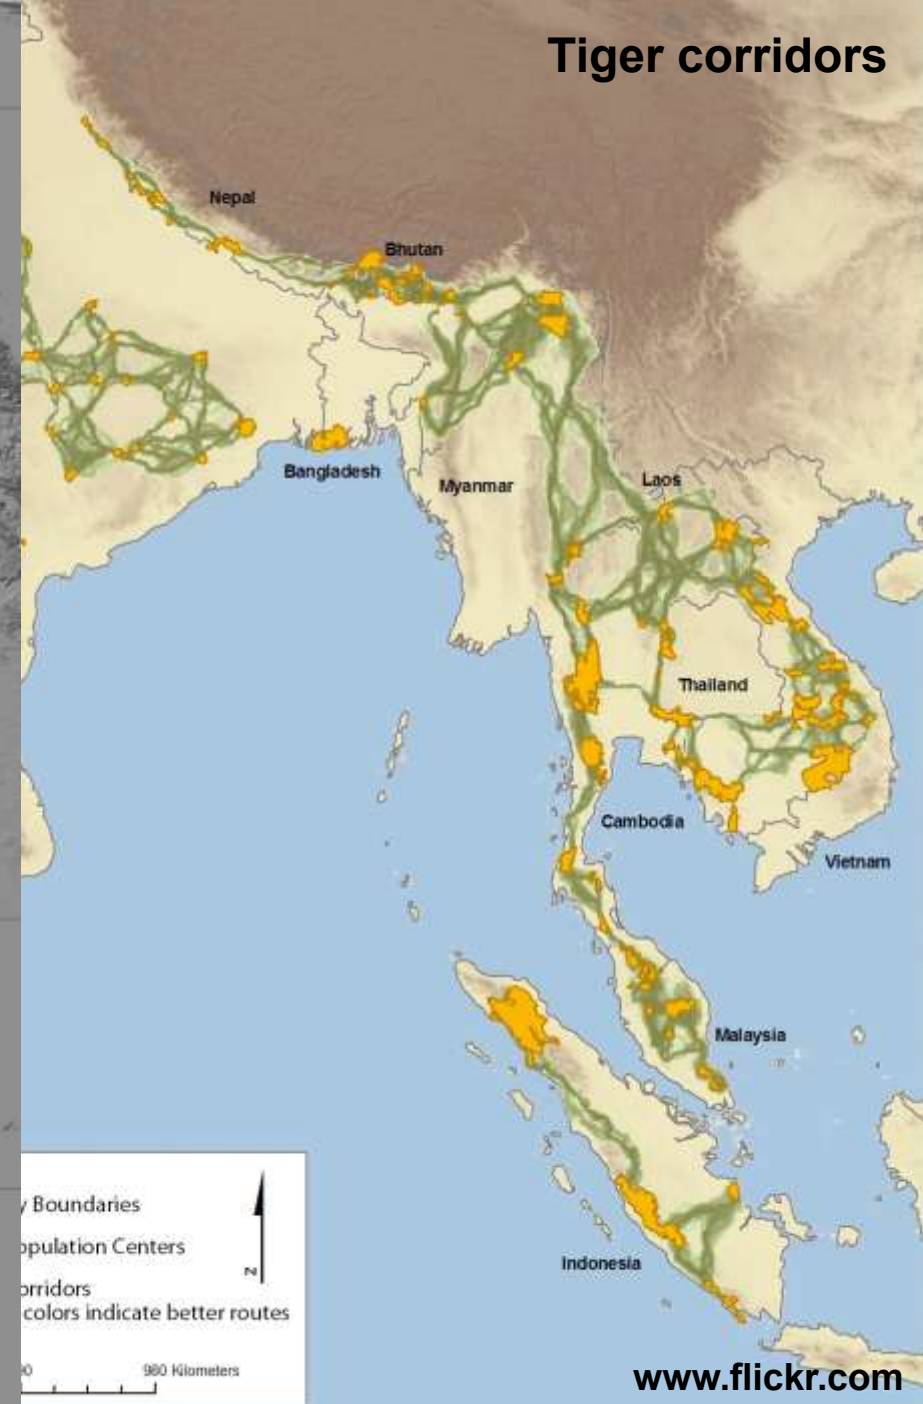 Tiger corridors
Nepal
Bhutan
Bangladesh
Myanmar
Laos
Thailand
Cambodia
Vietnam
Malaysia
Indonesia
y Boundaries
opulation Centers
orridors
colors indicate better routes
N
0
980 Kilometers
www.flickr.com